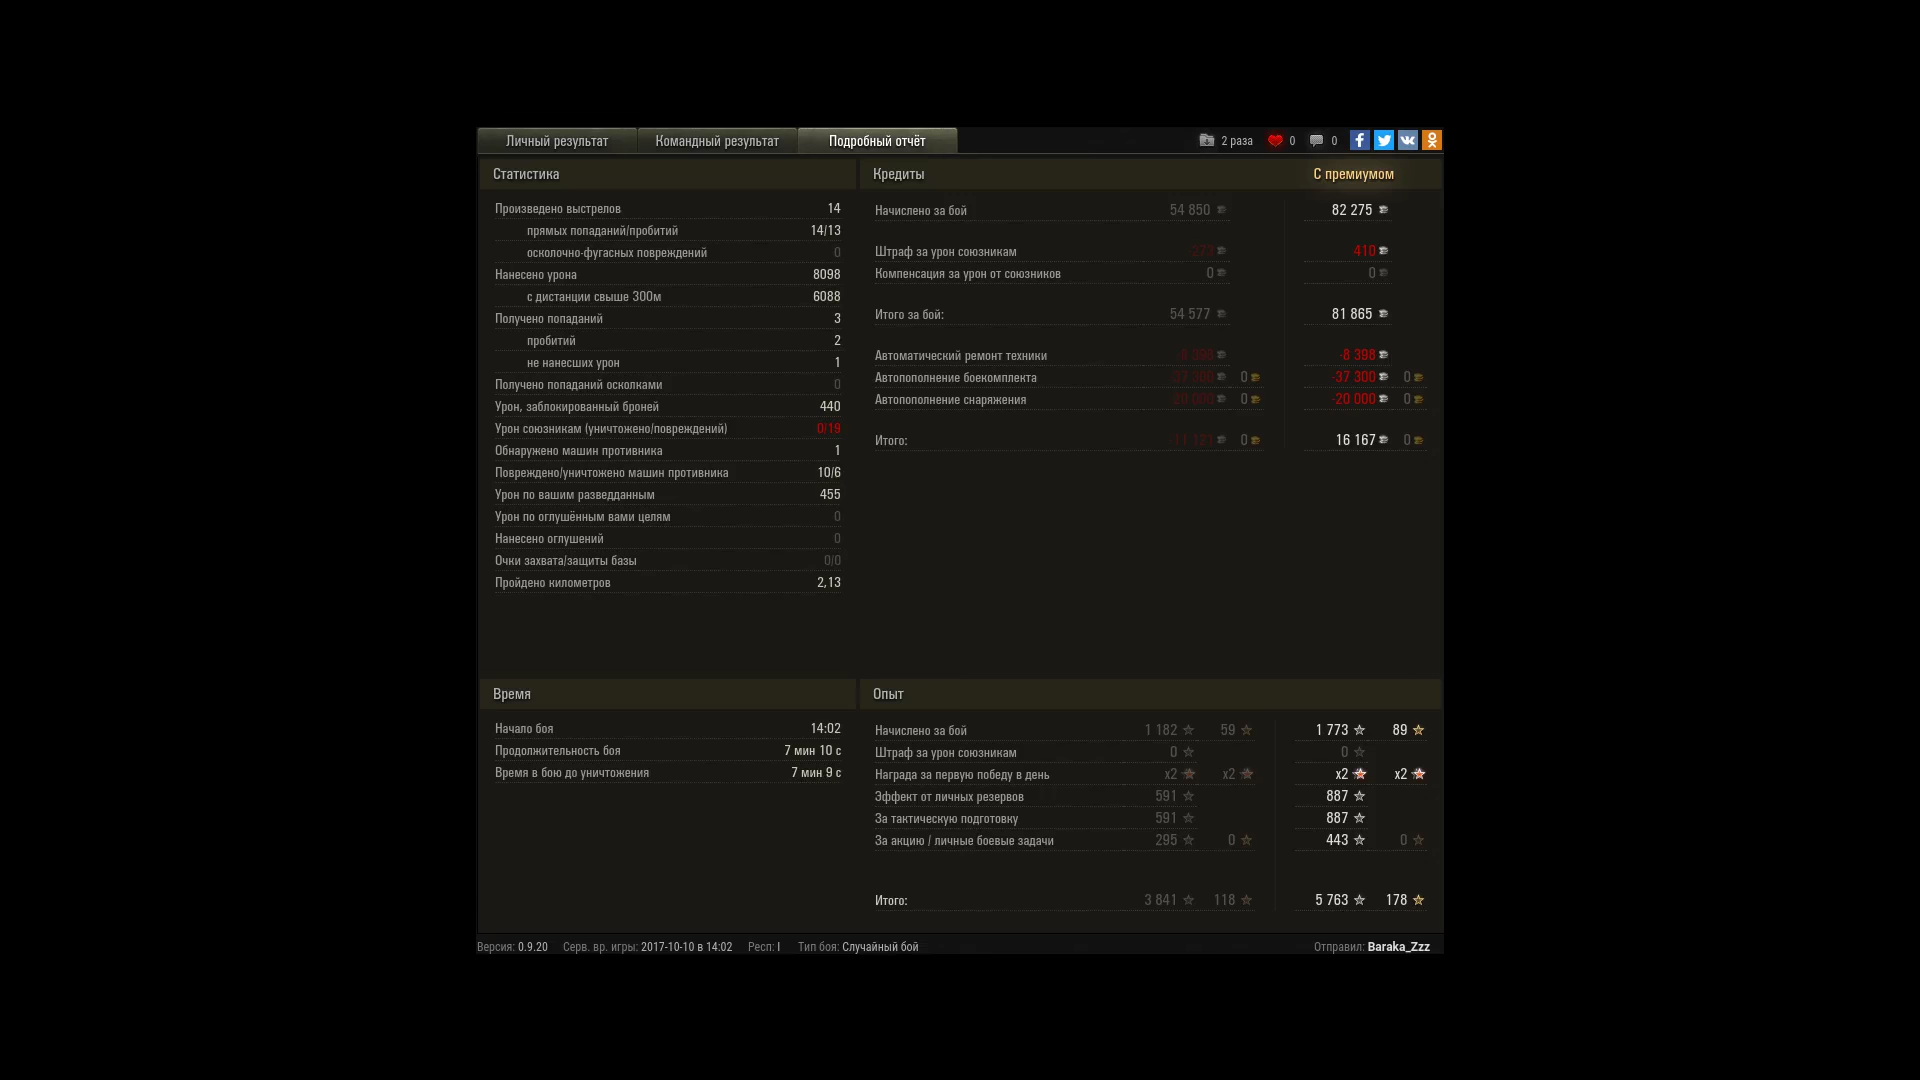 Личный результат Командный результат Подробный отчёт 2 раза 0 0
Статистика
Произведено выстрелов 14
прямых попаданий/пробитий 14/13
осколочно-фугасных повреждений 0
Нанесено урона 8098
с дистанции свыше 300м 6088
Получено попаданий 3
пробитий 2
не нанесших урон 1
Получено попаданий осколками 0
Урон, заблокированный броней 440
Урон союзникам (уничтожено/повреждений) 0/19
Обнаружено машин противника 1
Повреждено/уничтожено машин противника 10/6
Урон по вашим разведданным 455
Урон по оглушённым вами целям 0
Нанесено оглушений 0
Очки захвата/защиты базы 0/0
Пройдено километров 2,13
Кредиты С премиумом
Начислено за бой 54 850 82 275
Штраф за урон союзникам 273 410
Компенсация за урон от союзников 0 0
Итого за бой: 54 577 81 865
Автоматический ремонт техники -8 398 -8 398
Автопополнение боекомплекта -37 300 0 -37 300 0
Автопополнение снаряжения -20 000 0 -20 000 0
Итого: 0 16 167 0
Время
Начало боя 14:02
Продолжительность боя 7 мин 10 с
Время в бою до уничтожения 7 мин 9 с
Опыт
Начислено за бой 1 182 59 1 773 89
Штраф за урон союзникам 0 0
Награда за первую победу в день x2 x2 x2 x2
Эффект от личных резервов 591 887
За тактическую подготовку 591 887
За акцию / личные боевые задачи 295 0 443 0
Итого: 3 841 118 5 763 178
Версия: 0.9.20 Серв. вр. игры: 2017-10-10 в 14:02 Респ: I Тип боя: Случайный бой Отправил: Baraka_Zzz